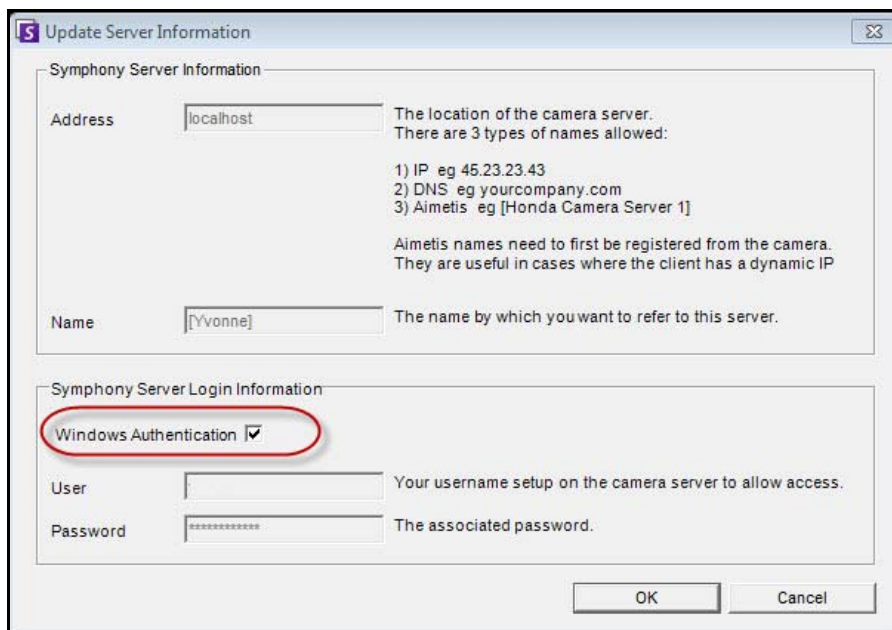 S Update Server Information
Symphony Server Information
Address
localhost
The location of the camera server.
There are 3 types of names allowed:
1) IP eg 45.23.23.43
2) DNS eg yourcompany.com
3) Aimetis eg [Honda Camera Server 1]
Aimetis names need to first be registered from the camera.
They are useful in cases where the client has a dynamic IP
Name
[Yvonne]
The name by which you want to refer to this server.
Symphony Server Login Information
Windows Authentication
User
Your username setup on the camera server to allow access.
Password
************
The associated password.
OK
Cancel